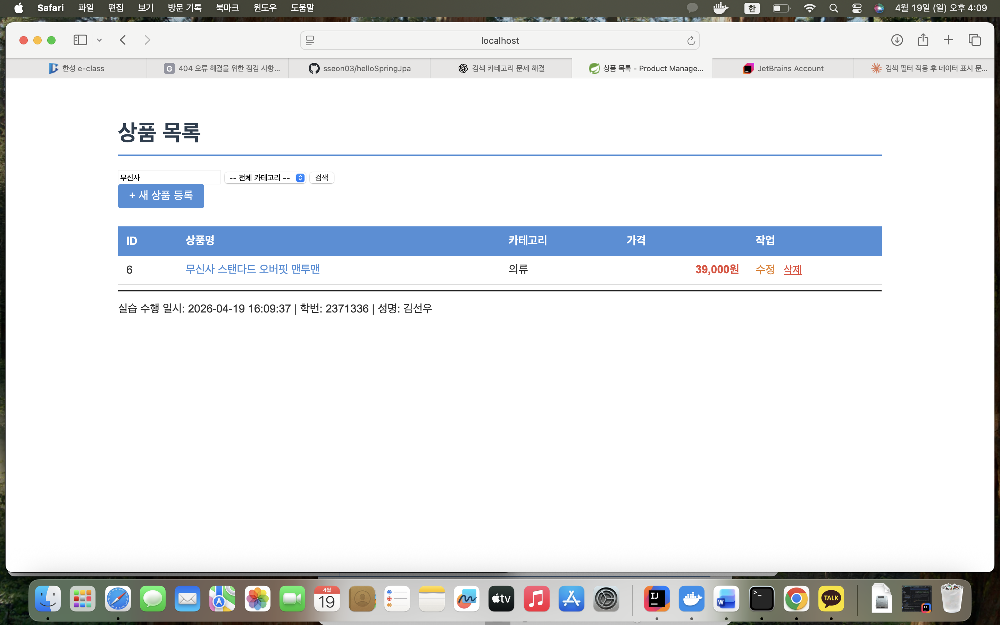 Safari 파일 편집 보기 방문 기록 북마크 윈도우 도움말 한 4월 19일 (일) 오후 4:09
localhost
한성 e-class
G 404 오류 해결을 위한 점검 사항...
sseon03/helloSpringJpa
검색 카테고리 문제 해결
상품 목록 - Product Manage...
JetBrains Account
검색 필터 적용 후 데이터 표시 문...
상품 목록
무신사 -- 전체 카테고리 -- 검색
+ 새 상품 등록
ID 상품명 카테고리 가격 작업
6 무신사 스탠다드 오버핏 맨투맨 의류 39,000원 수정 삭제
실습 수행 일시: 2026-04-19 16:09:37 | 학번: 2371336 | 성명: 김선우
4월
19
tv
IJ
W
>_
TALK